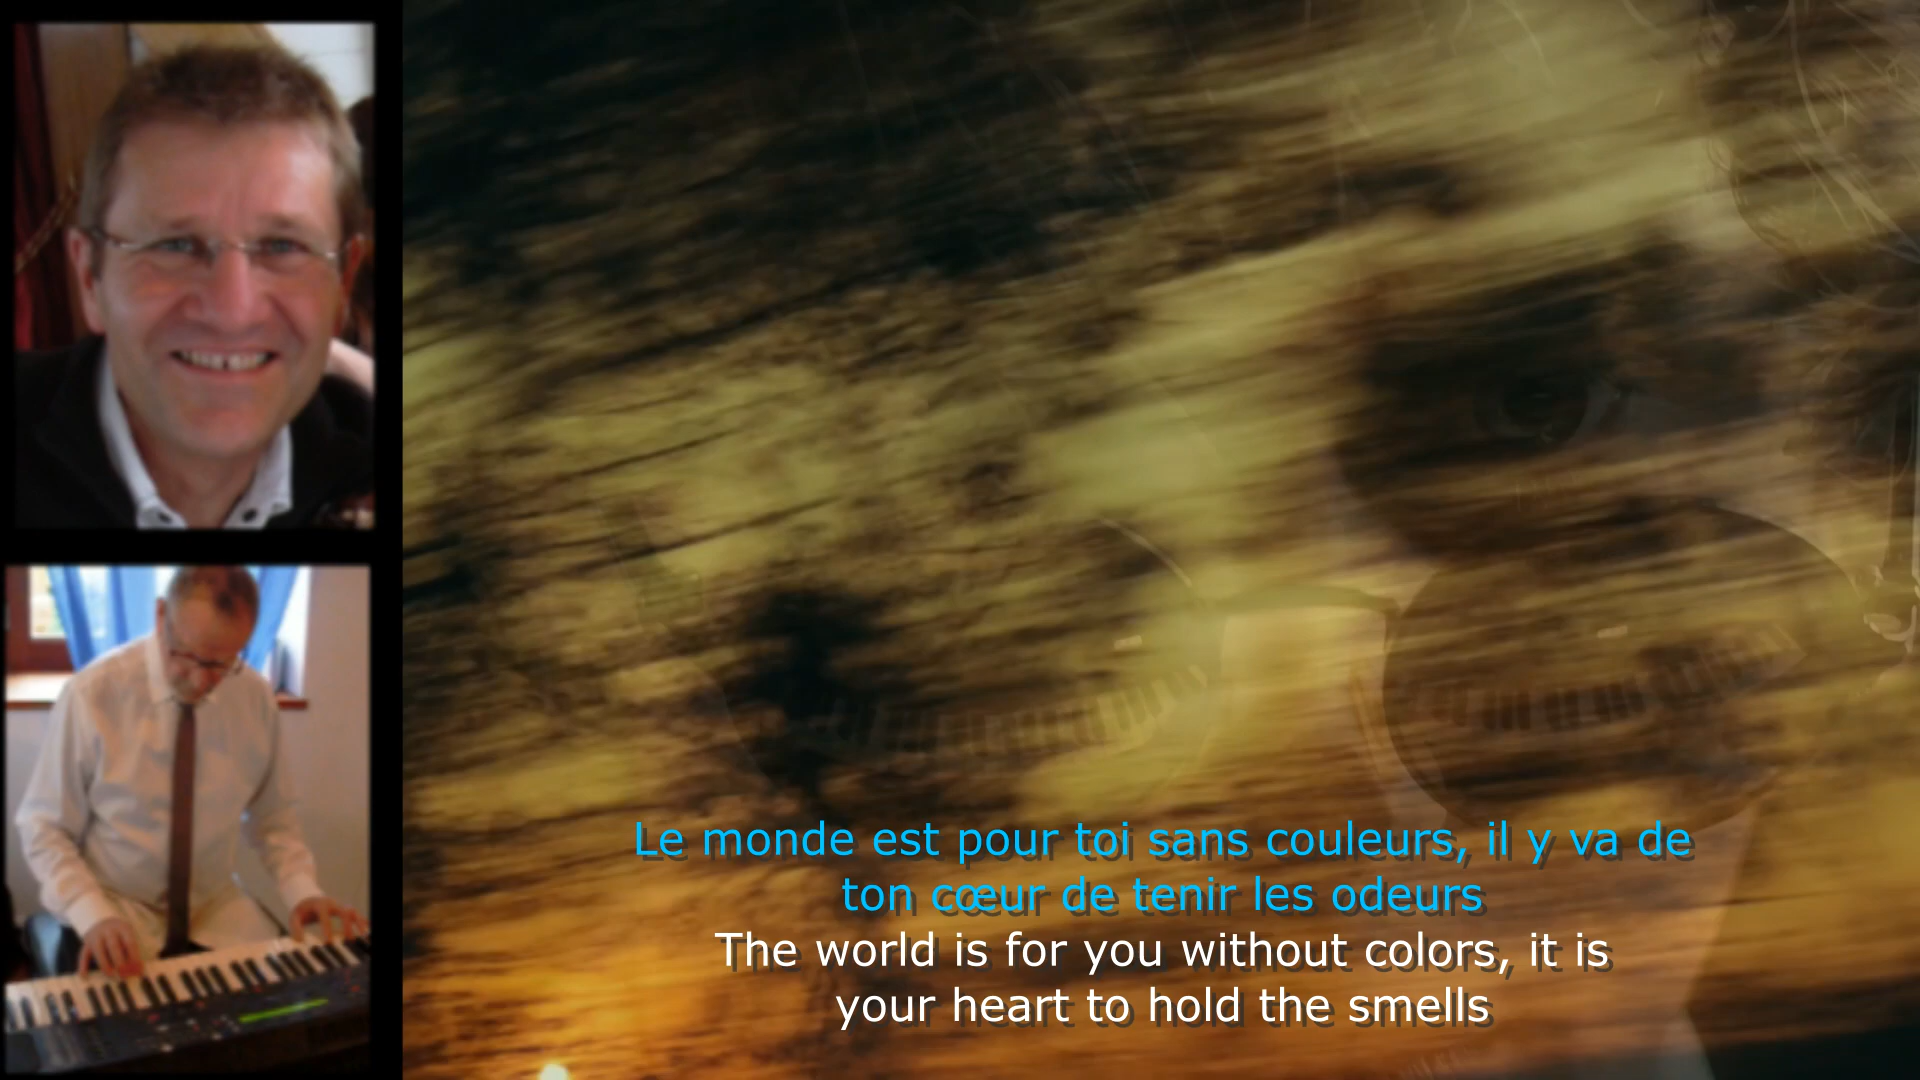 Le monde est pour toi sans couleurs, il y va de
ton cœur de tenir les odeurs
The world is for you without colors, it is
your heart to hold the smells